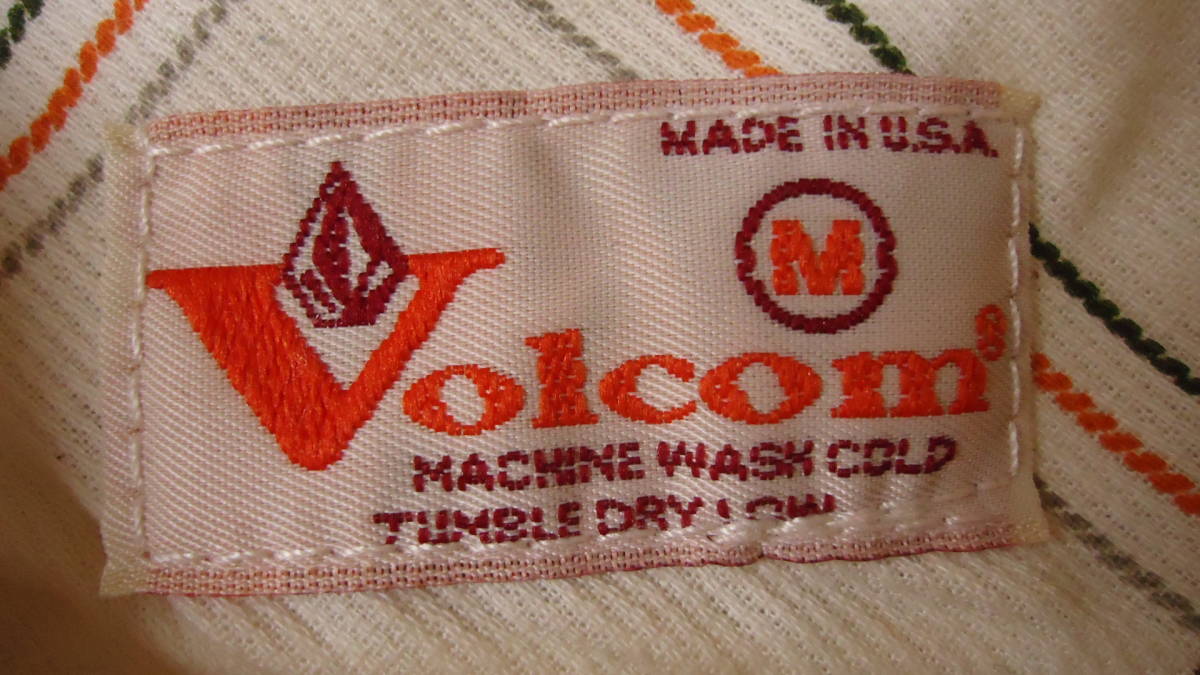 MADE IN U.S.A.
M
Volcom®
MACHINE WASH COLD
TUMBLE DRY LOW